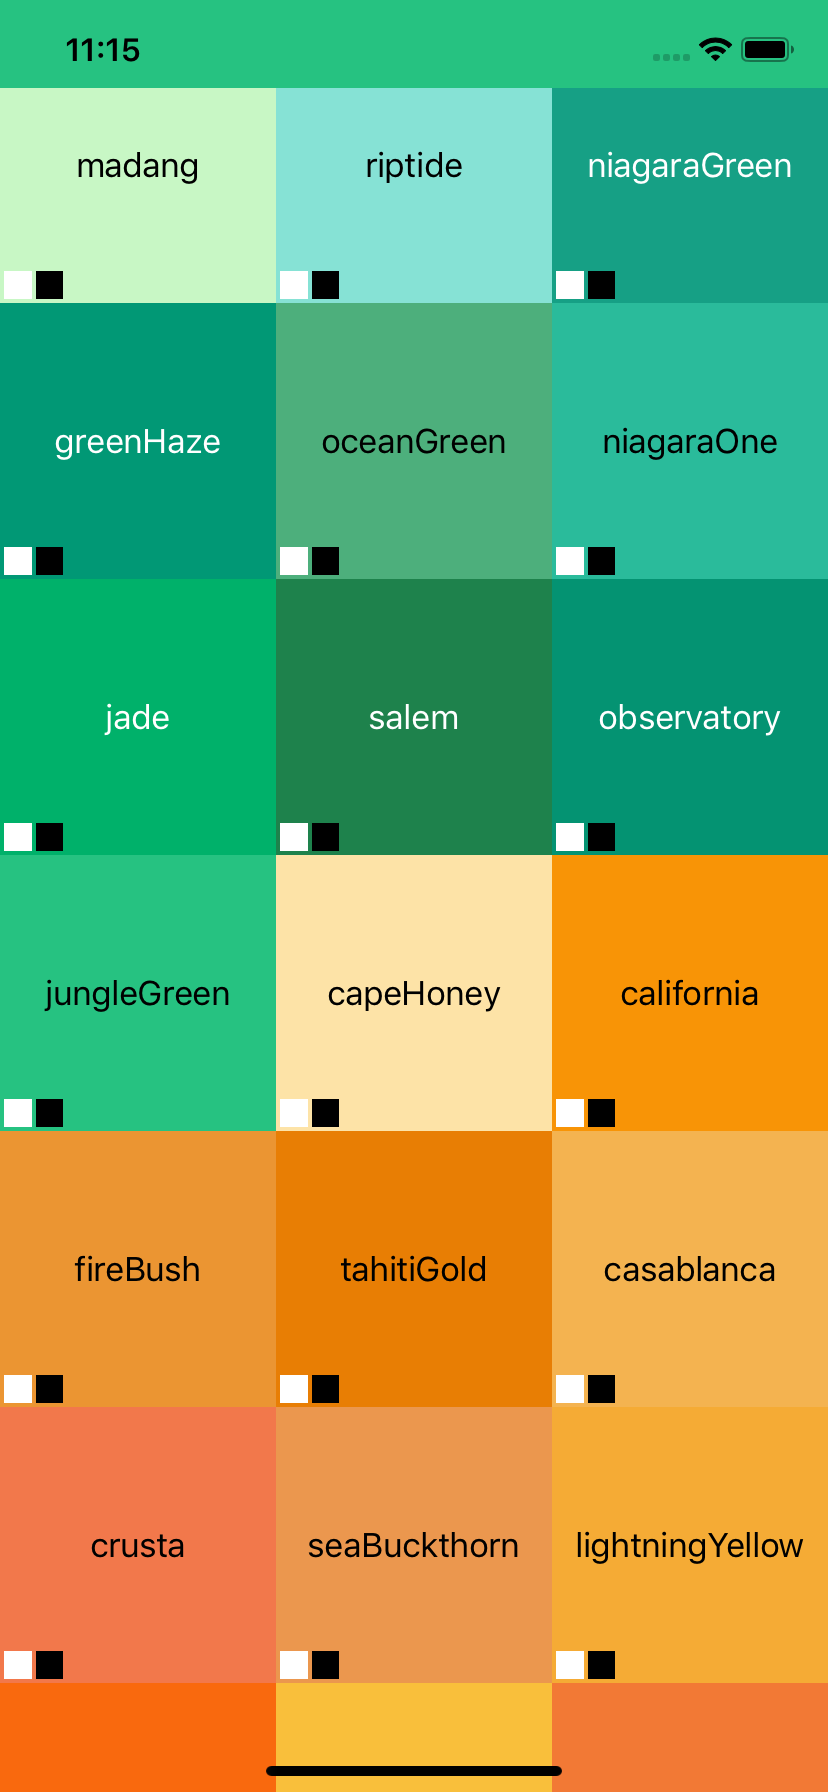 11:15
madang
riptide
niagaraGreen
greenHaze
oceanGreen
niagaraOne
jade
salem
observatory
jungleGreen
capeHoney
california
fireBush
tahitiGold
casablanca
crusta
seaBuckthorn
lightningYellow